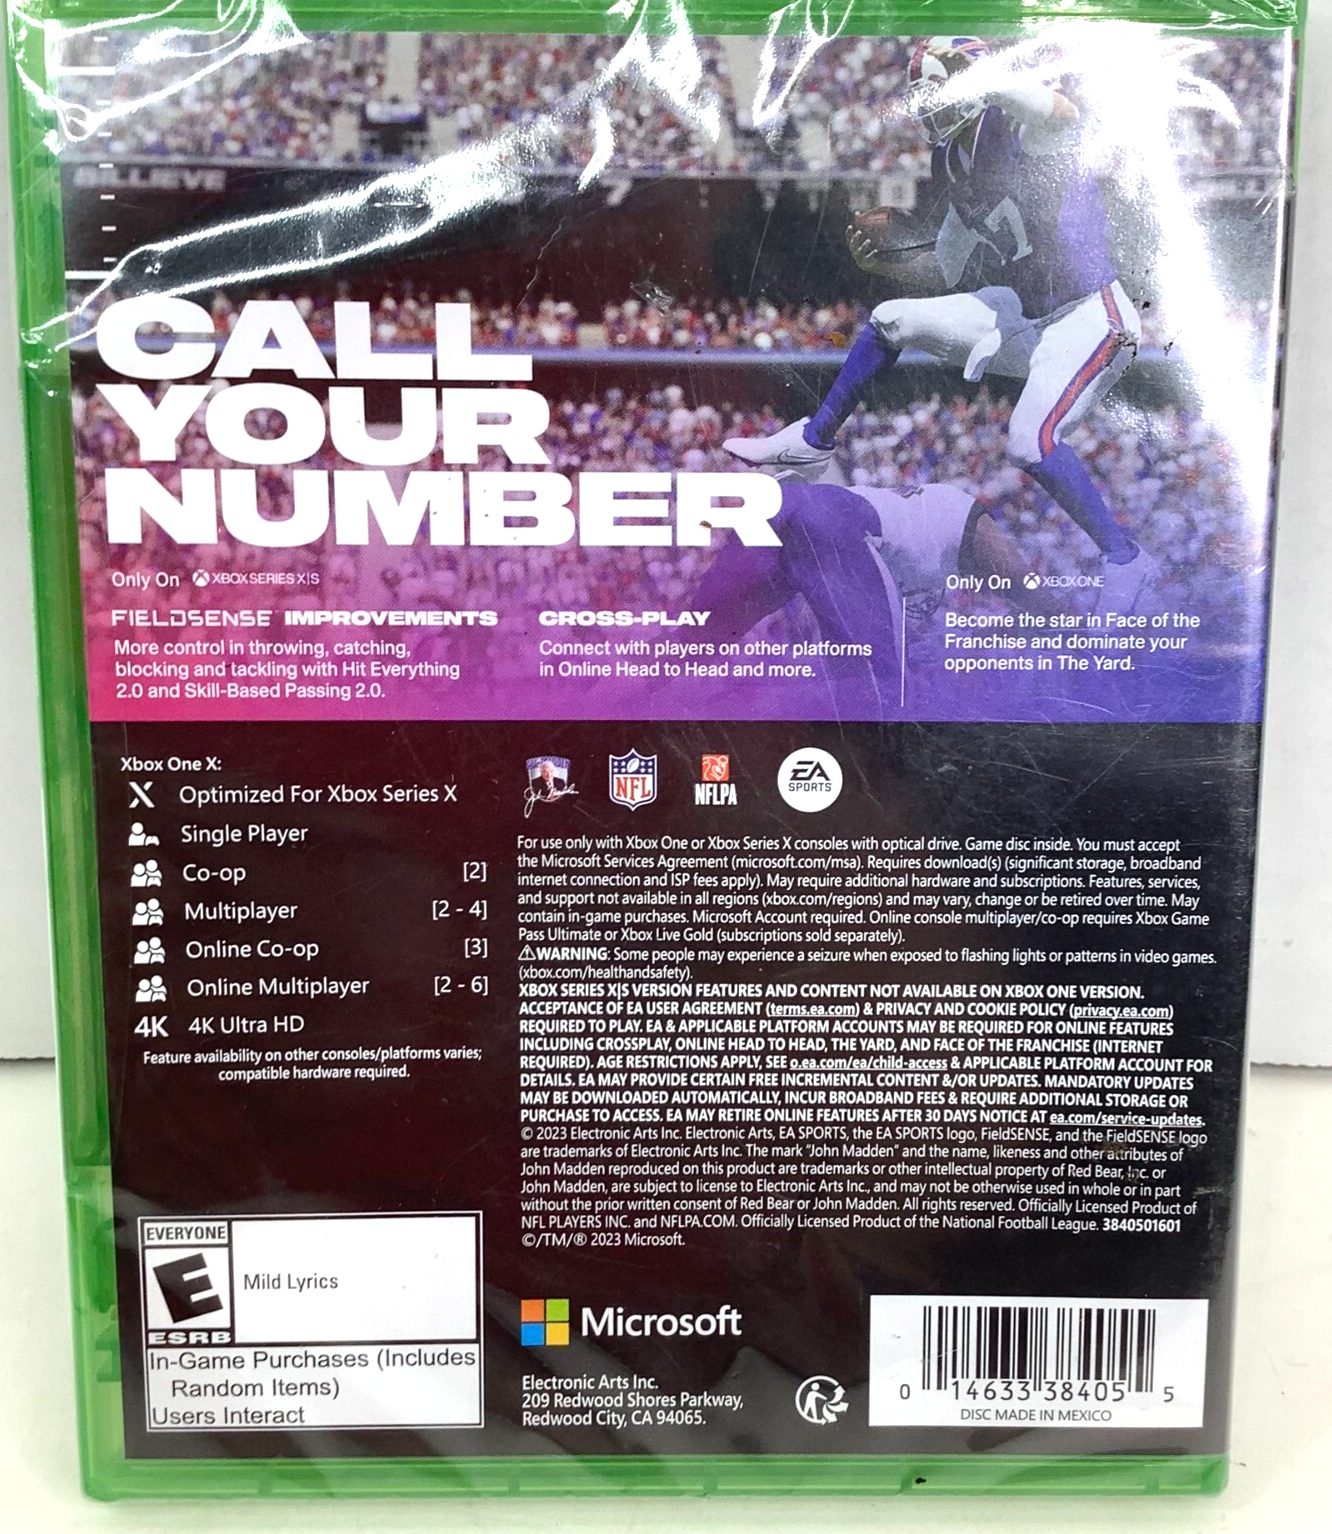 BILLIEVE
7
17
CALL
YOUR
NUMBER
Only On XBOX SERIES X|S
FIELDSENSE IMPROVEMENTS
More control in throwing, catching,
blocking and tackling with Hit Everything
2.0 and Skill-Based Passing 2.0.
CROSS-PLAY
Connect with players on other platforms
in Online Head to Head and more.
Only On XBOX ONE
Become the star in Face of the
Franchise and dominate your
opponents in The Yard.
Xbox One X:
X Optimized For Xbox Series X
Single Player
Co-op [2]
Multiplayer [2 - 4]
Online Co-op [3]
Online Multiplayer [2 - 6]
4K 4K Ultra HD
Feature availability on other consoles/platforms varies;
compatible hardware required.
NFL
NFLPA
EA
SPORTS
For use only with Xbox One or Xbox Series X consoles with optical drive. Game disc inside. You must accept
the Microsoft Services Agreement (microsoft.com/msa). Requires download(s) (significant storage, broadband
internet connection and ISP fees apply). May require additional hardware and subscriptions. Features, services,
and support not available in all regions (xbox.com/regions) and may vary, change or be retired over time. May
contain in-game purchases. Microsoft Account required. Online console multiplayer/co-op requires Xbox Game
Pass Ultimate or Xbox Live Gold (subscriptions sold separately).
⚠WARNING: Some people may experience a seizure when exposed to flashing lights or patterns in video games.
(xbox.com/healthandsafety).
XBOX SERIES X|S VERSION FEATURES AND CONTENT NOT AVAILABLE ON XBOX ONE VERSION.
ACCEPTANCE OF EA USER AGREEMENT (terms.ea.com) & PRIVACY AND COOKIE POLICY (privacy.ea.com)
REQUIRED TO PLAY. EA & APPLICABLE PLATFORM ACCOUNTS MAY BE REQUIRED FOR ONLINE FEATURES
INCLUDING CROSSPLAY, ONLINE HEAD TO HEAD, THE YARD, AND FACE OF THE FRANCHISE (INTERNET
REQUIRED). AGE RESTRICTIONS APPLY, SEE o.ea.com/ea/child-access & APPLICABLE PLATFORM ACCOUNT FOR
DETAILS. EA MAY PROVIDE CERTAIN FREE INCREMENTAL CONTENT &/OR UPDATES. MANDATORY UPDATES
MAY BE DOWNLOADED AUTOMATICALLY, INCUR BROADBAND FEES & REQUIRE ADDITIONAL STORAGE OR
PURCHASE TO ACCESS. EA MAY RETIRE ONLINE FEATURES AFTER 30 DAYS NOTICE AT ea.com/service-updates.
© 2023 Electronic Arts Inc. Electronic Arts, EA SPORTS, the EA SPORTS logo, FieldSENSE, and the FieldSENSE logo
are trademarks of Electronic Arts Inc. The mark "John Madden" and the name, likeness and other attributes of
John Madden reproduced on this product are trademarks or other intellectual property of Red Bear, Inc. or
John Madden, are subject to license to Electronic Arts Inc., and may not be otherwise used in whole or in part
without the prior written consent of Red Bear or John Madden. All rights reserved. Officially Licensed Product of
NFL PLAYERS INC. and NFLPA.COM. Officially Licensed Product of the National Football League. 3840501601
©/TM/® 2023 Microsoft.
EVERYONE
E
ESRB
Mild Lyrics
In-Game Purchases (Includes
Random Items)
Users Interact
Microsoft
Electronic Arts Inc.
209 Redwood Shores Parkway,
Redwood City, CA 94065.
0 14633 38405 5
DISC MADE IN MEXICO